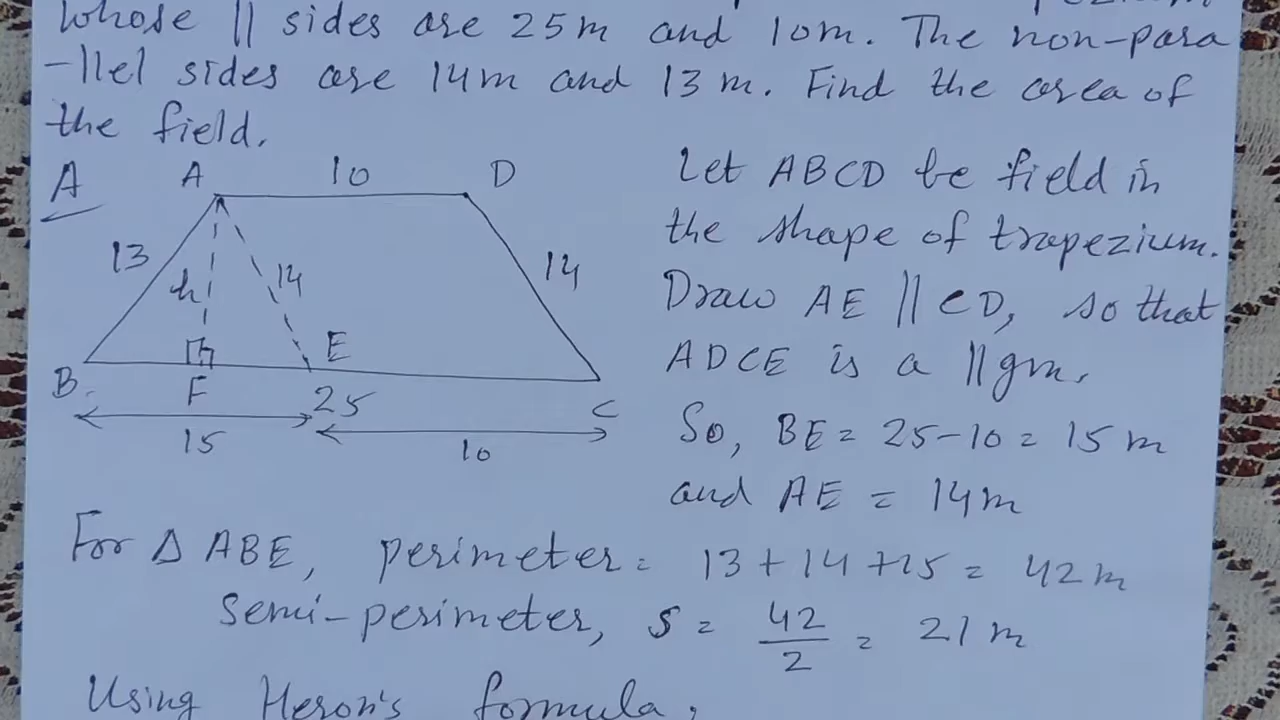 whose || sides are 25m and 10m. The non-para
-llel sides are 14m and 13m. Find the area of
the field.
A
A 10 D
13 h 14 14
B F E C
25
15 10
Let ABCD be field in
the shape of trapezium.
Draw AE || CD, so that
ADCE is a ||gm.
So, BE = 25-10 = 15 m
and AE = 14m
For Δ ABE, perimeter = 13+14+15 = 42m
Semi-perimeter, s = 42/2 = 21 m
Using Heron's formula,